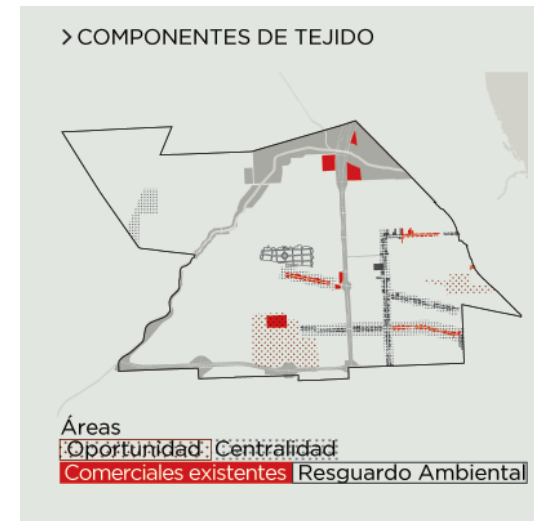 > COMPONENTES DE TEJIDO
Áreas
Oportunidad Centralidad
Comerciales existentes Resguardo Ambiental